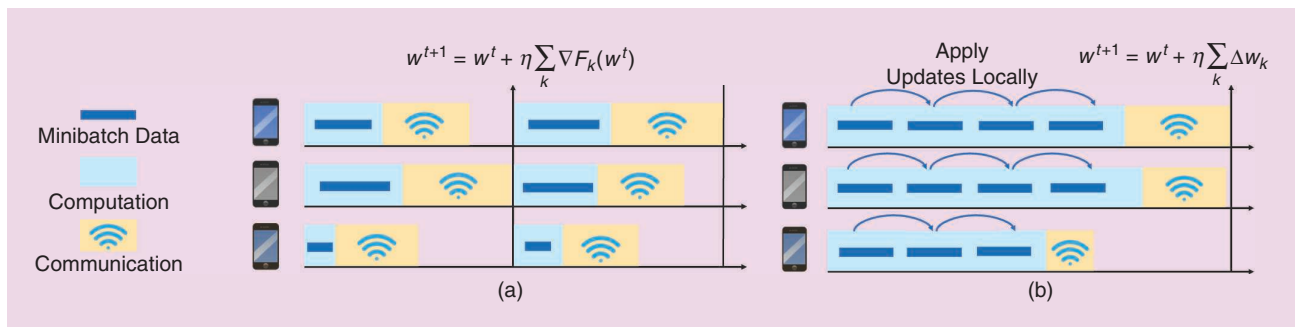 w^{t+1} = w^t + η∑_k ∇F_k(w^t)
Apply
Updates Locally
w^{t+1} = w^t + η∑_k Δw_k
Minibatch Data
Computation
Communication
(a)
(b)